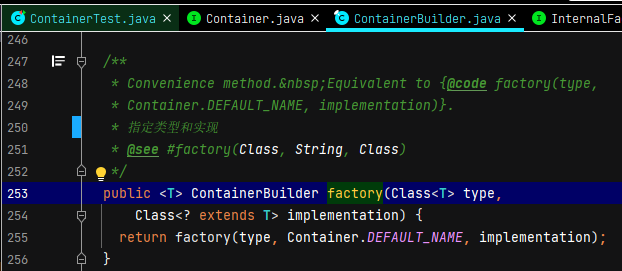 ContainerTest.java × Container.java × ContainerBuilder.java × InternalFa
246
247 /**
248 * Convenience method.&nbsp;Equivalent to {@code factory(type,
249 * Container.DEFAULT_NAME, implementation)}.
250 * 指定类型和实现
251 * @see #factory(Class, String, Class)
252 */
253 public <T> ContainerBuilder factory(Class<T> type,
254 Class<? extends T> implementation) {
255 return factory(type, Container.DEFAULT_NAME, implementation);
256 }